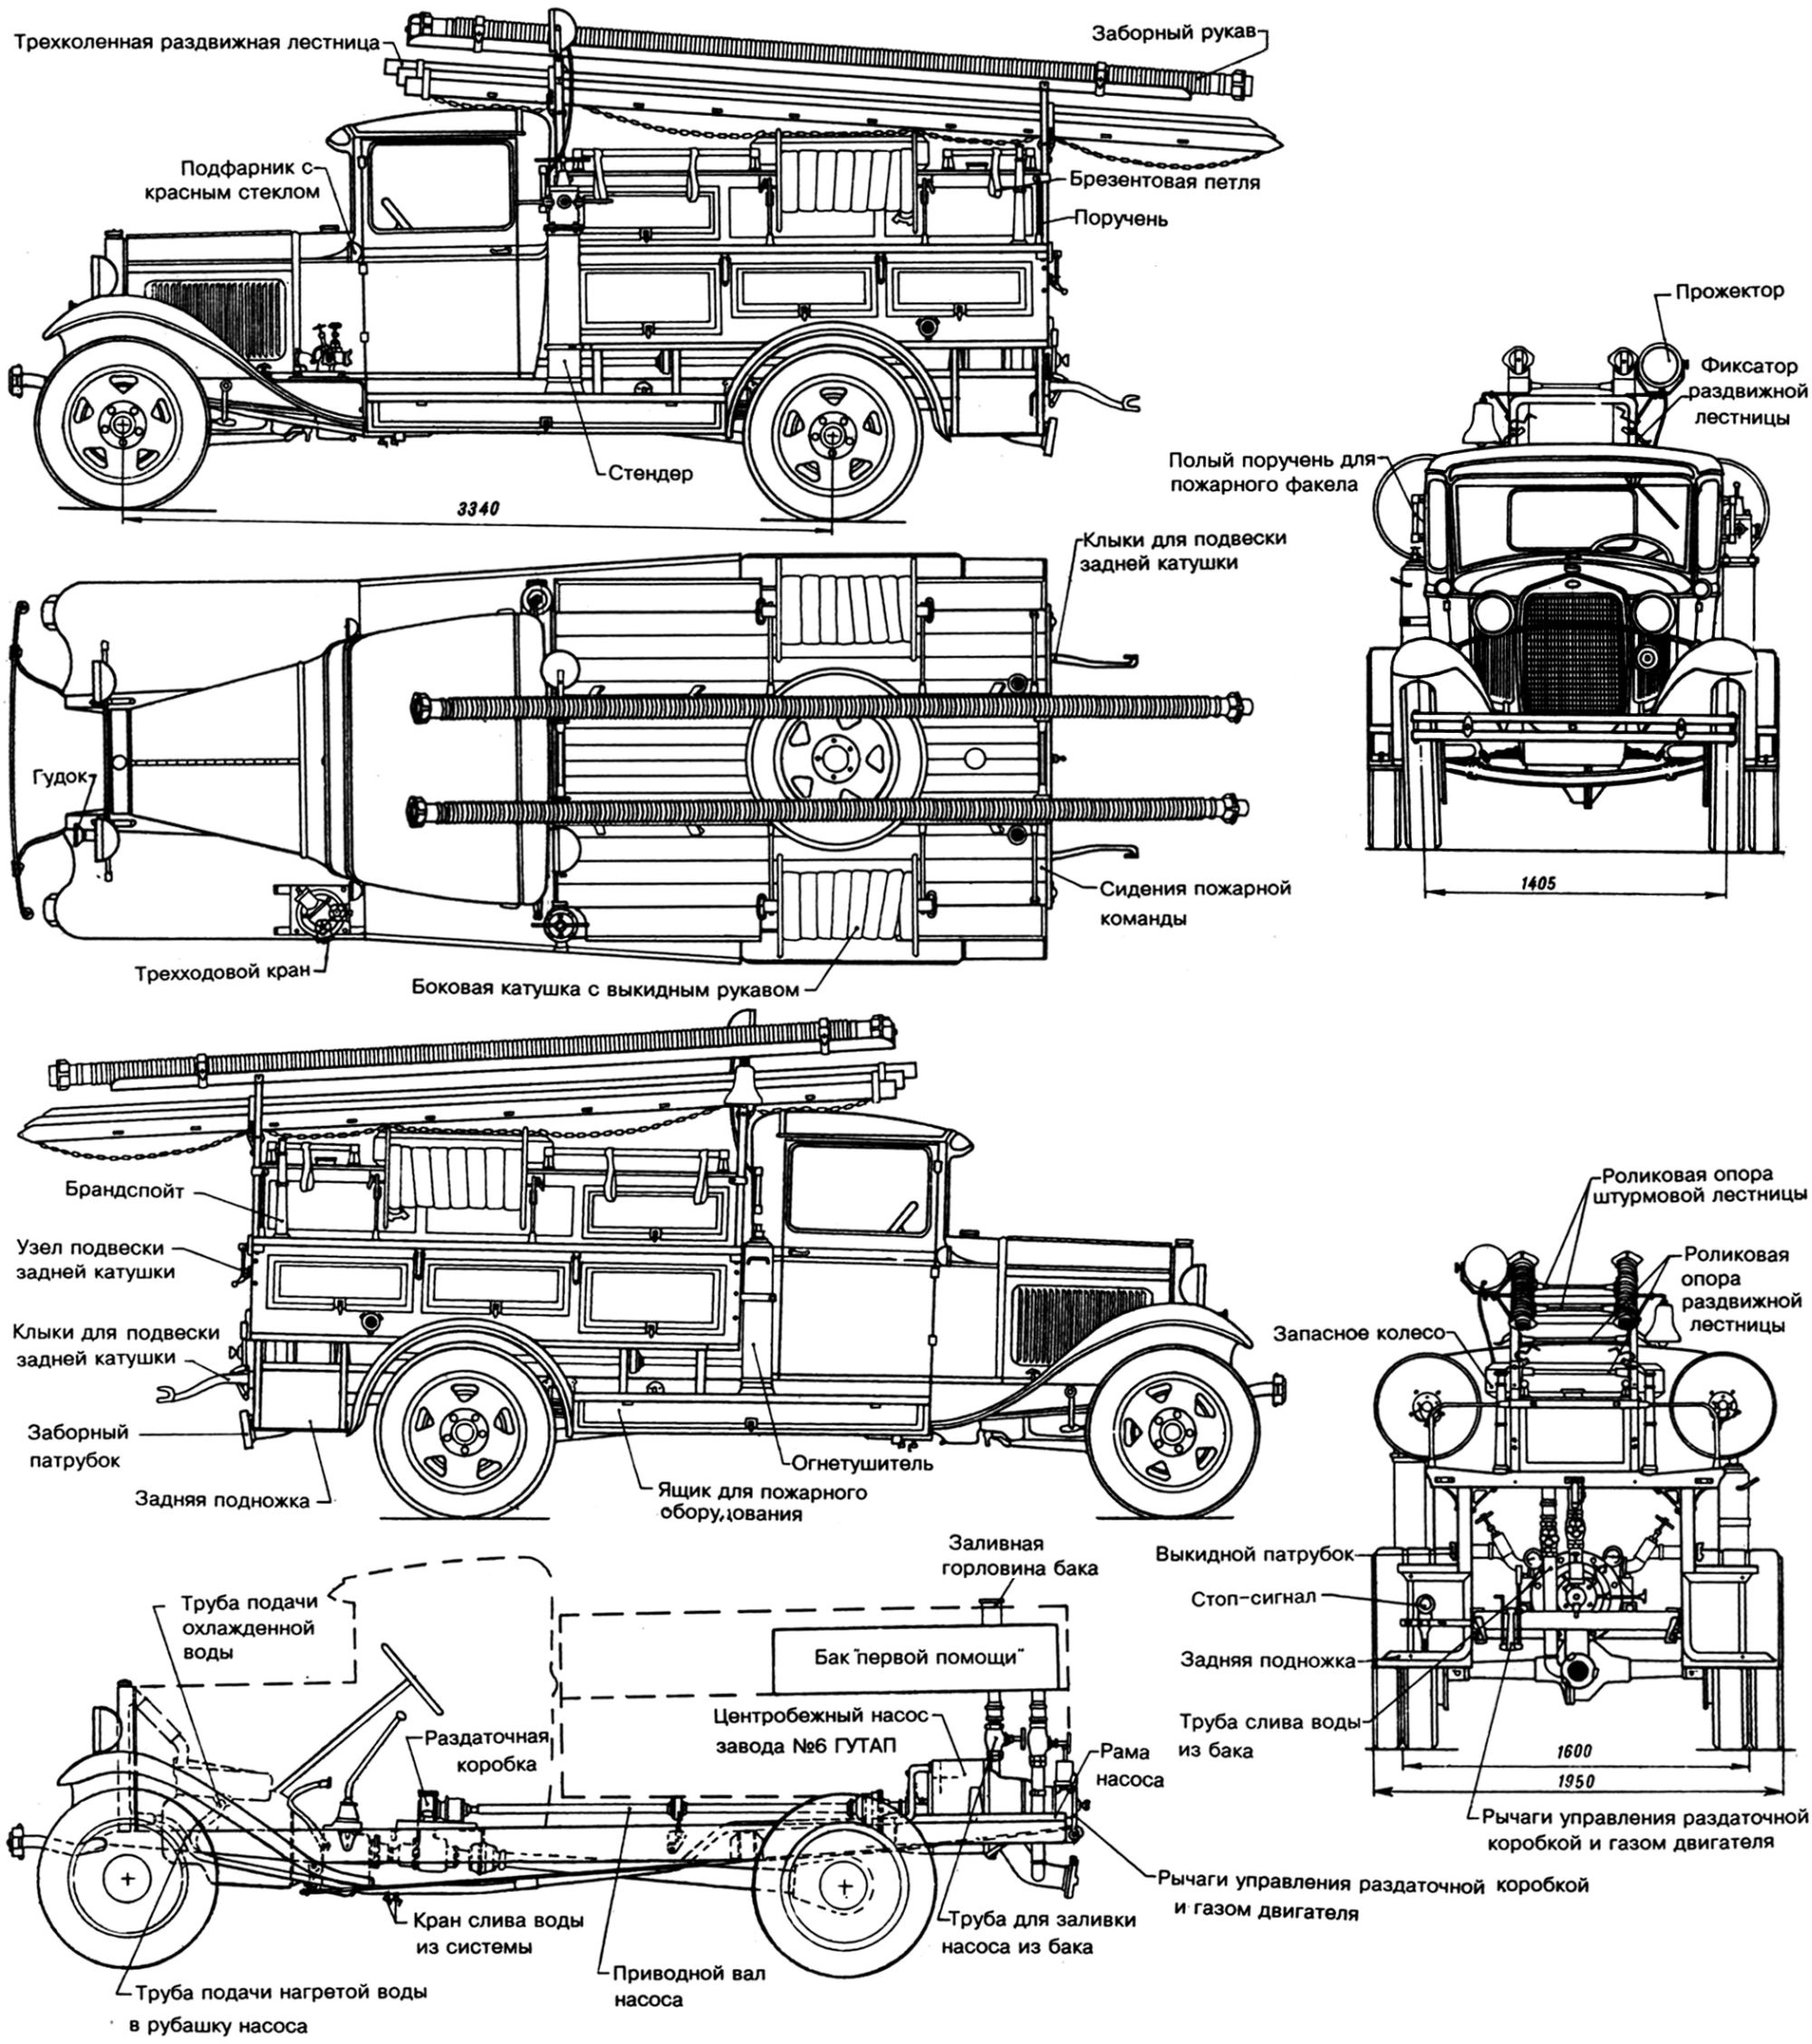 Трехколенная раздвижная лестница
Заборный рукав
Подфарник с
красным стеклом
Брезентовая петля
Поручень
Стендер
3340
Прожектор
Фиксатор
раздвижной
лестницы
Полый поручень для
пожарного факела
1405
Клыки для подвески
задней катушки
Гудок
Сидения пожарной
команды
Трехходовой кран
Боковая катушка с выкидным рукавом
Брандспойт
Узел подвески
задней катушки
Клыки для подвески
задней катушки
Заборный
патрубок
Задняя подножка
Огнетушитель
Ящик для пожарного
оборудования
Роликовая опора
штурмовой лестницы
Роликовая
опора
раздвижной
лестницы
Запасное колесо
Выкидной патрубок
Стоп-сигнал
Задняя подножка
Труба слива воды
из бака
1600
1950
Рычаги управления раздаточной
коробкой и газом двигателя
Заливная
горловина бака
Труба подачи
охлажденной
воды
Бак "первой помощи"
Центробежный насос
завода №6 ГУТАП
Раздаточная
коробка
Рама
насоса
Рычаги управления раздаточной коробкой
и газом двигателя
Кран слива воды
из системы
Труба для заливки
насоса из бака
Приводной вал
насоса
Труба подачи нагретой воды
в рубашку насоса